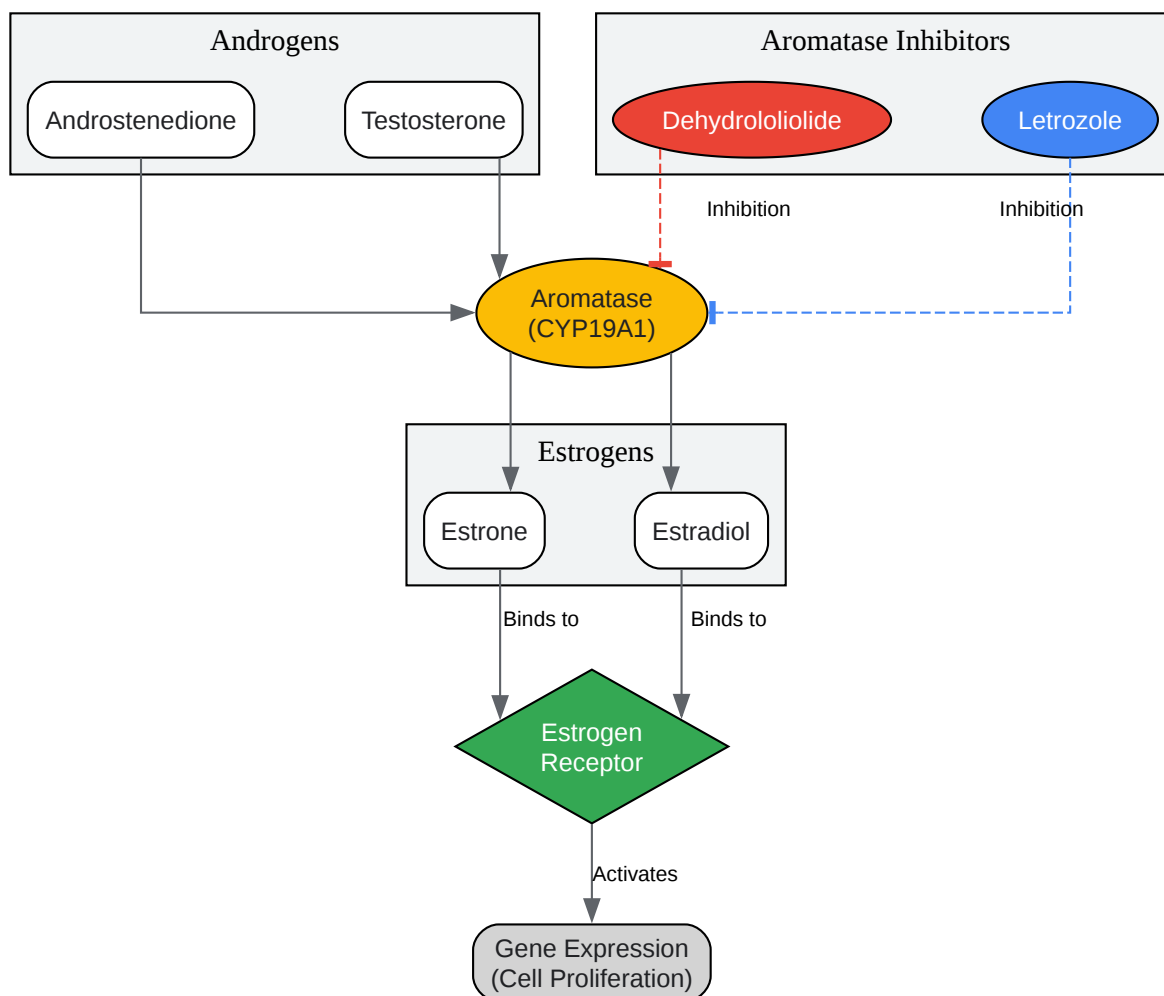 Androgens
Aromatase Inhibitors
Androstenedione
Testosterone
Dehydrololiolide
Letrozole
Inhibition
Inhibition
Aromatase
(CYP19A1)
Estrogens
Estrone
Estradiol
Binds to
Binds to
Estrogen
Receptor
Activates
Gene Expression
(Cell Proliferation)